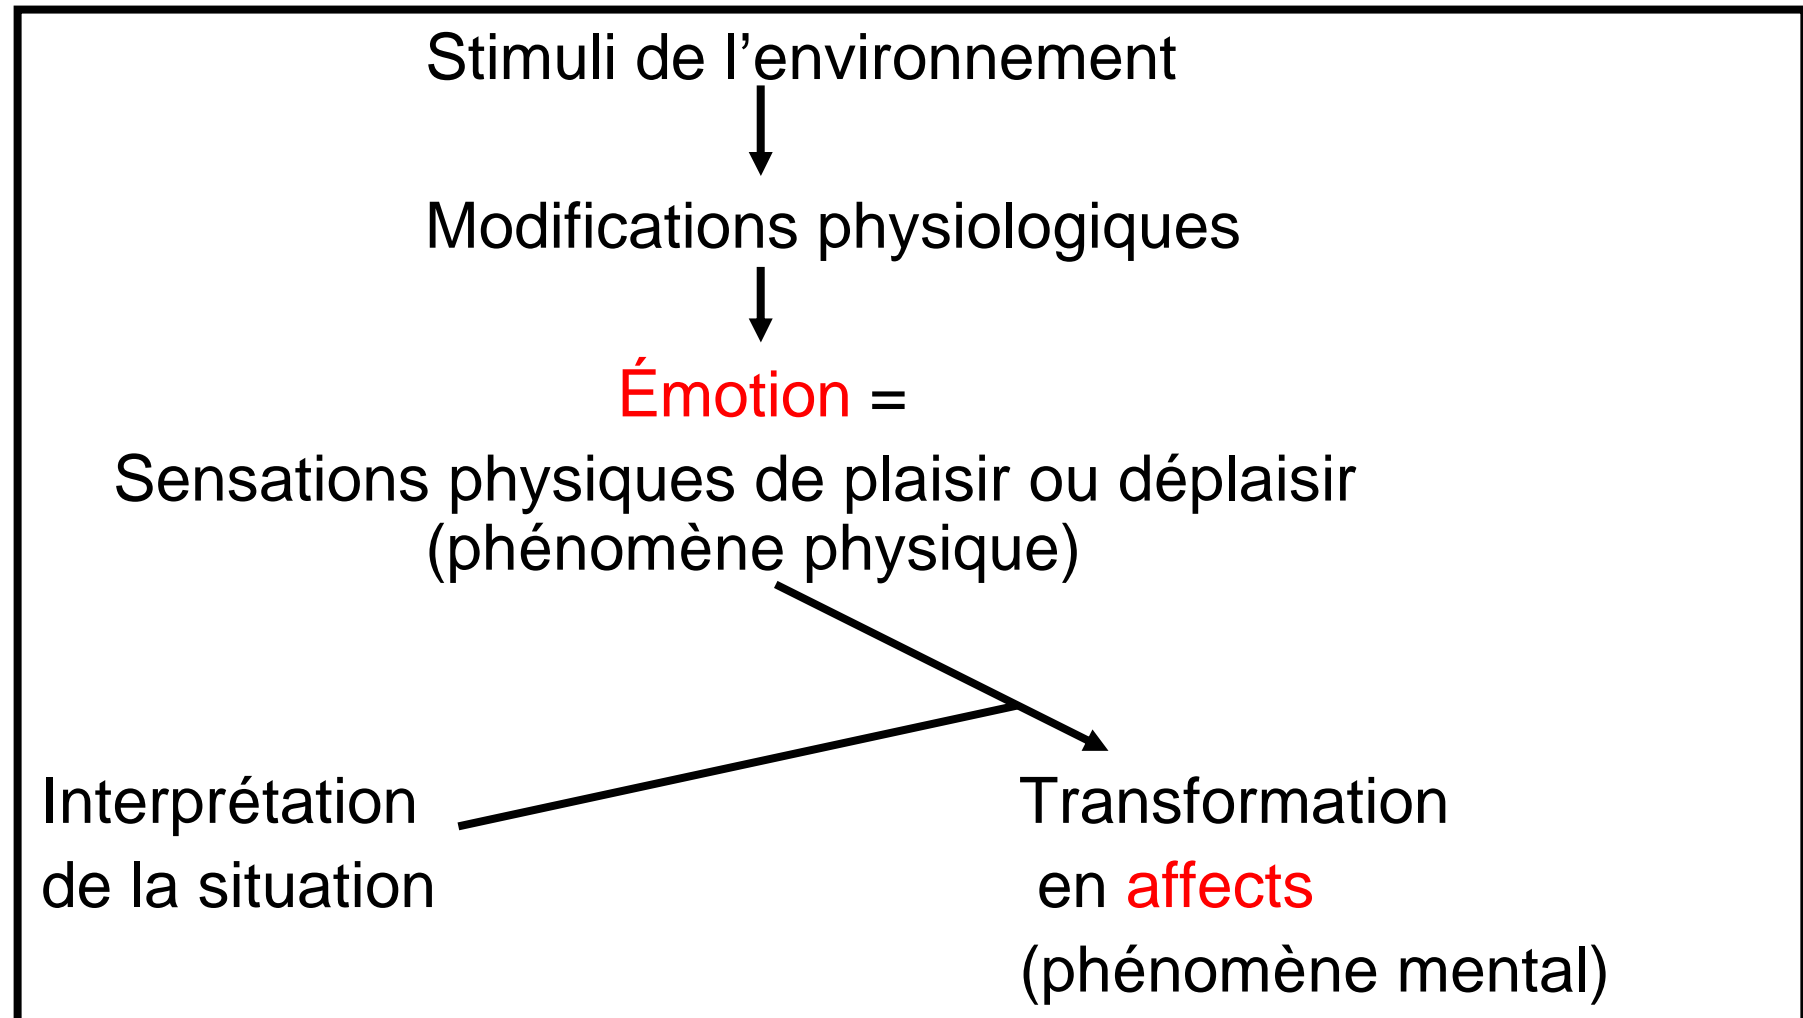 Stimuli de l’environnement
Modifications physiologiques
Émotion =
Sensations physiques de plaisir ou déplaisir
(phénomène physique)
Interprétation
de la situation
Transformation
en affects
(phénomène mental)